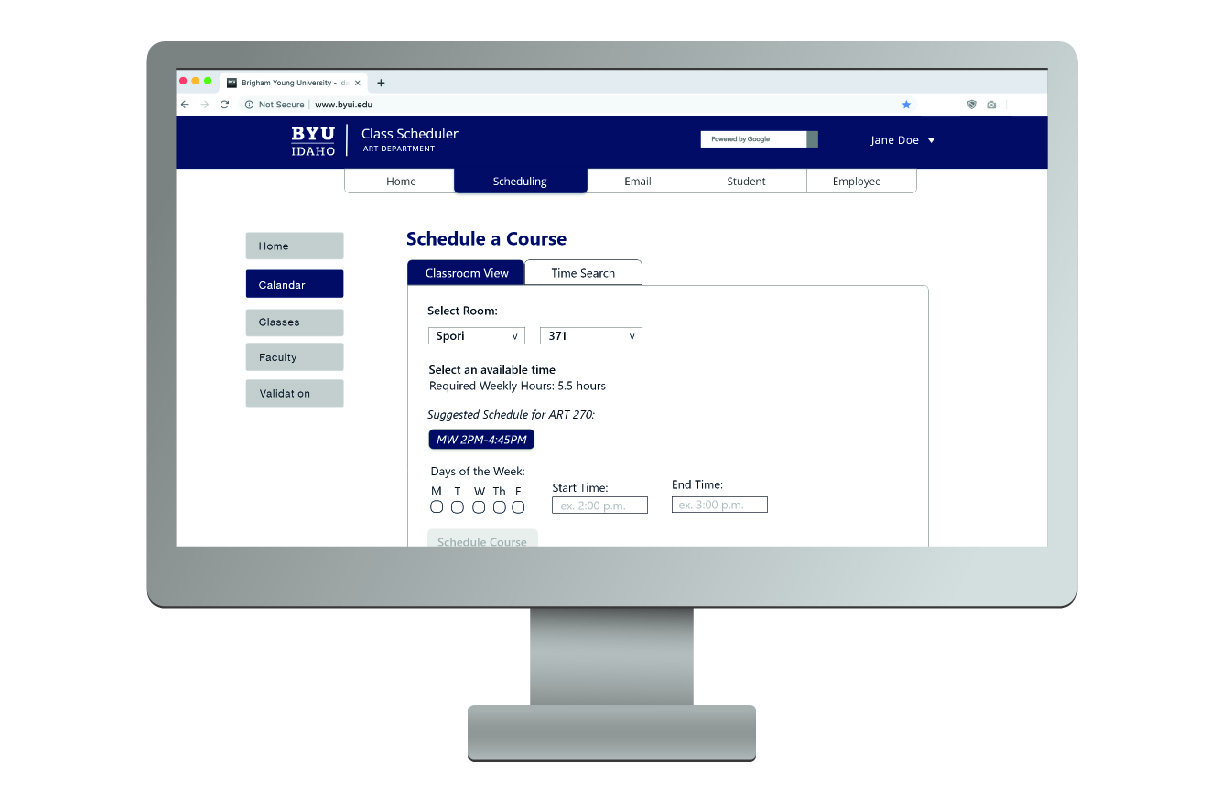 Brigham Young University -
Not Secure | www.byui.edu
BYU
IDAHO
Class Scheduler
ART DEPARTMENT
Powered by Google
Jane Doe
Home
Scheduling
Email
Student
Employee
Home
Calandar
Classes
Faculty
Validation
Schedule a Course
Classroom View
Time Search
Select Room:
Spori
371
Select an available time
Required Weekly Hours: 5.5 hours
Suggested Schedule for ART 270:
MW 2PM-4:45PM
Days of the Week:
M T W Th F
Start Time:
ex. 2:00 p.m.
End Time:
ex. 3:00 p.m.
Schedule Course